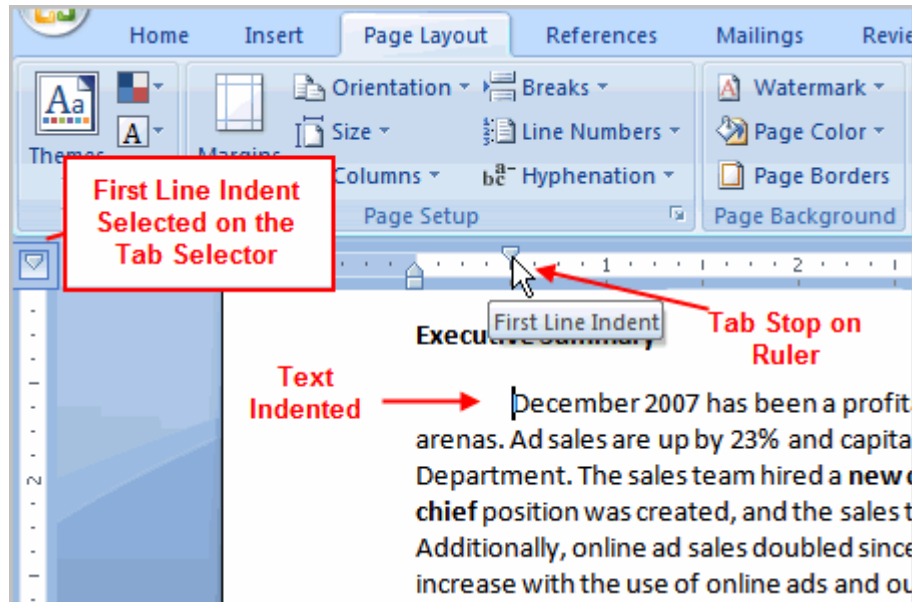 Home Insert Page Layout References Mailings Revie
Aa Orientation Breaks Watermark
A Size Line Numbers Page Color
Themes Margins Columns Hyphenation Page Borders
Page Setup Page Background
First Line Indent
Selected on the
Tab Selector
1 2
First Line Indent
Tab Stop on
Ruler
Executive Summary
Text
Indented
December 2007 has been a profit
arenas. Ad sales are up by 23% and capita
Department. The sales team hired a new
chief position was created, and the sales t
Additionally, online ad sales doubled since
increase with the use of online ads and ou
2